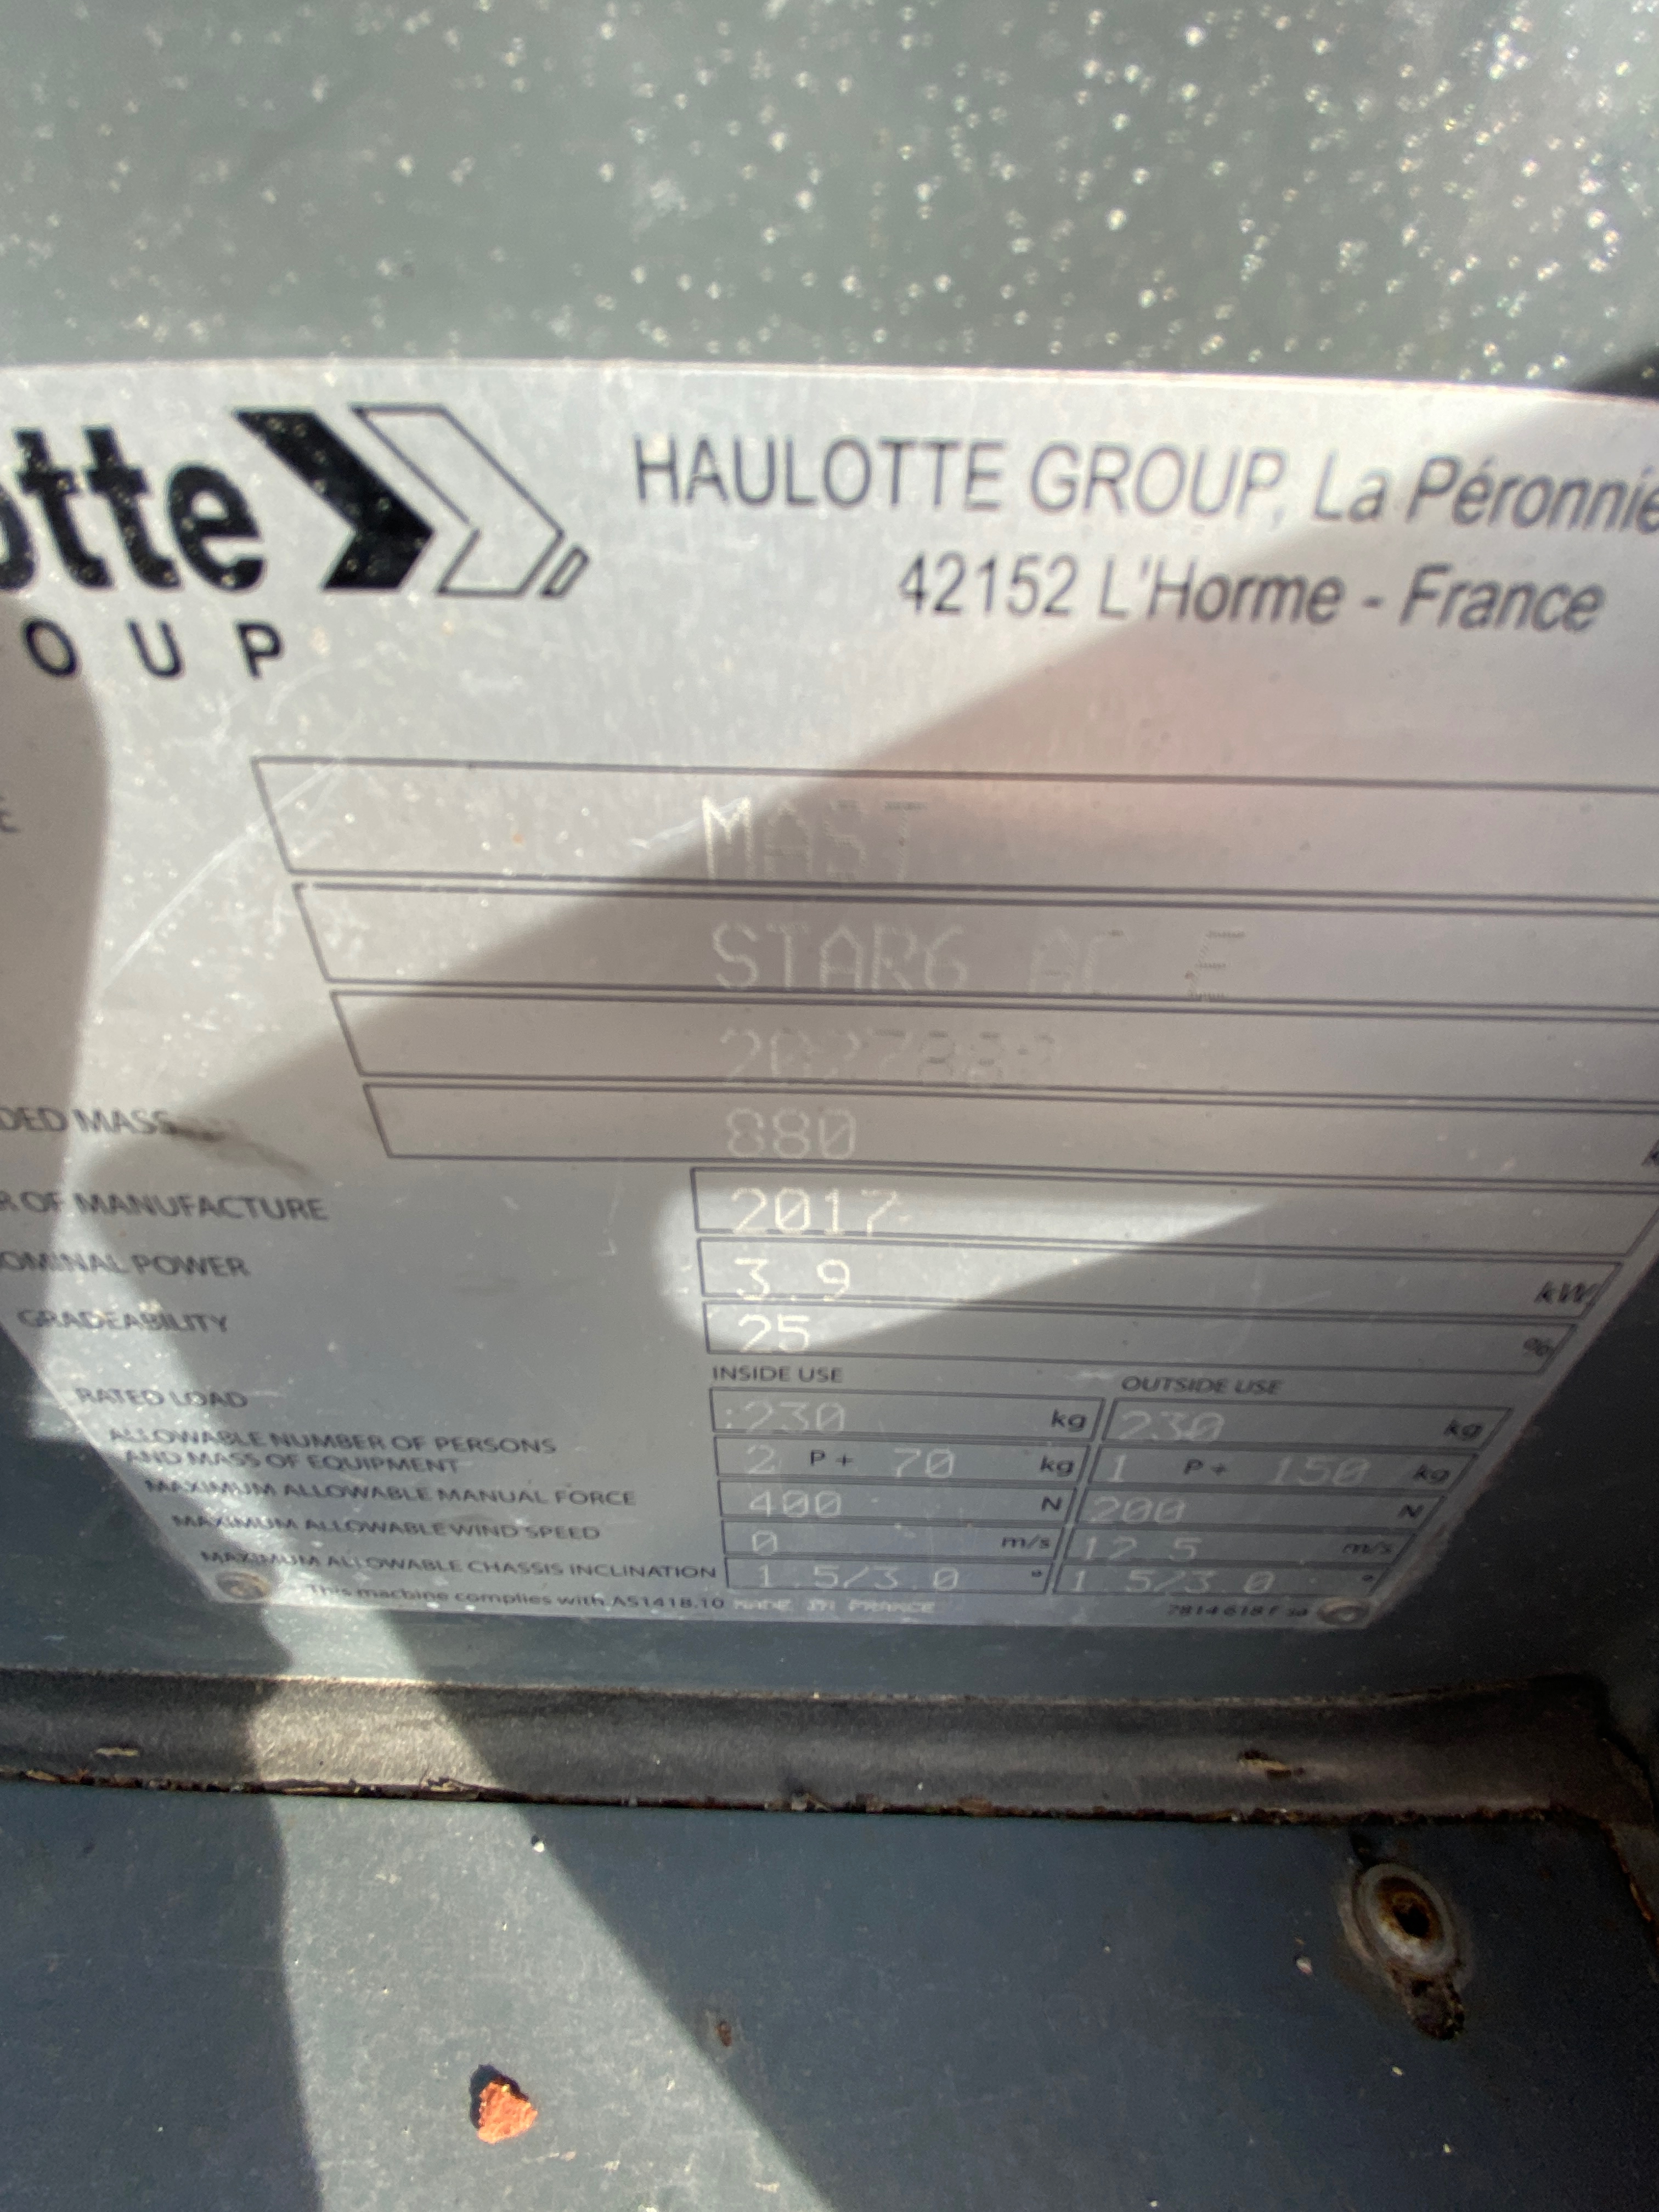 otte HAULOTTE GROUP, La Péronniè
42152 L'Horme - France
OUP
E MAST
STAR6 AC E
DED MASS 880 k
R OF MANUFACTURE 2017
OMINAL POWER 3.9 kW
GRADEABILITY 25 %
INSIDE USE OUTSIDE USE
RATED LOAD 230 kg 230 kg
ALLOWABLE NUMBER OF PERSONS
AND MASS OF EQUIPMENT 2 P + 70 kg 1 P + 150 kg
MAXIMUM ALLOWABLE MANUAL FORCE 400 N 200 N
MAXIMUM ALLOWABLE WIND SPEED 0 m/s 12.5 m/s
MAXIMUM ALLOWABLE CHASSIS INCLINATION 1.5/3.0 ° 1.5/3.0 °
This machine complies with AS1418.10 MADE IN FRANCE